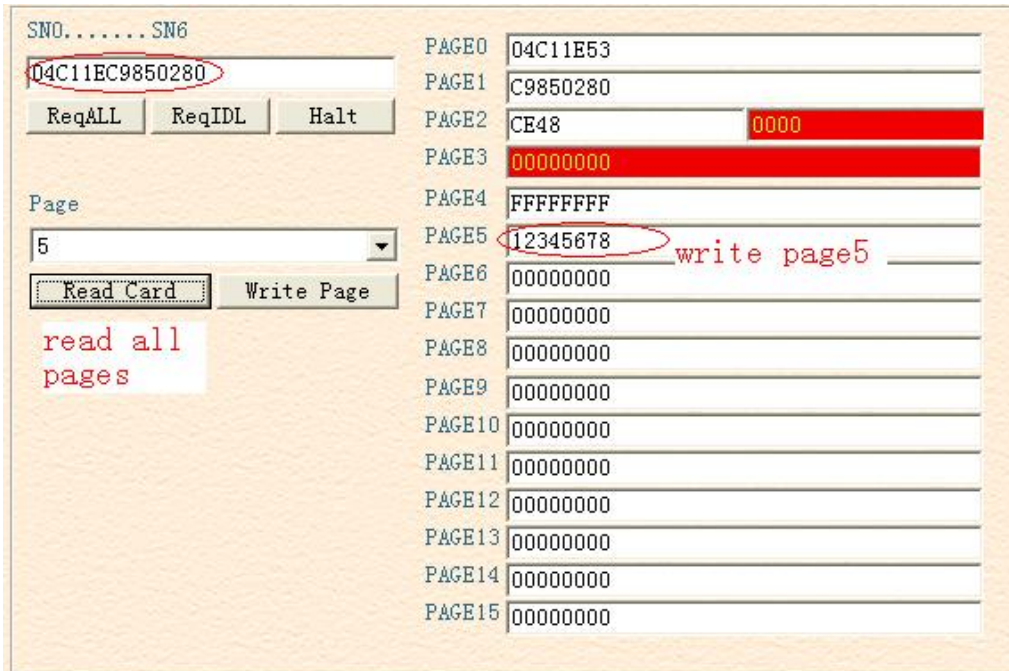 SN0.......SN6
04C11EC9850280
ReqALL ReqIDL Halt
Page
5
Read Card Write Page
read all
pages
PAGE0 04C11E53
PAGE1 C9850280
PAGE2 CE48 0000
PAGE3 00000000
PAGE4 FFFFFFFF
PAGE5 12345678 write page5
PAGE6 00000000
PAGE7 00000000
PAGE8 00000000
PAGE9 00000000
PAGE10 00000000
PAGE11 00000000
PAGE12 00000000
PAGE13 00000000
PAGE14 00000000
PAGE15 00000000